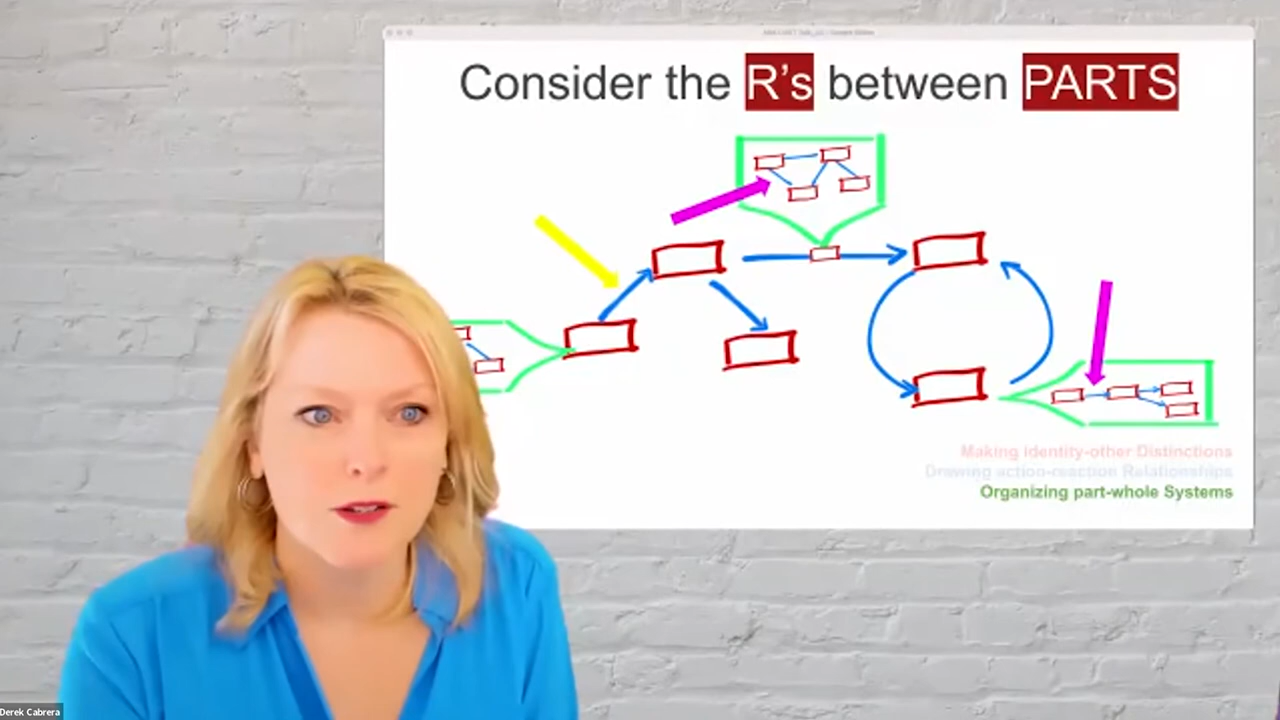 Consider the R's between PARTS
Making identity-other Distinctions
Drawing action-reaction Relationships
Organizing part-whole Systems
Derek Cabrera